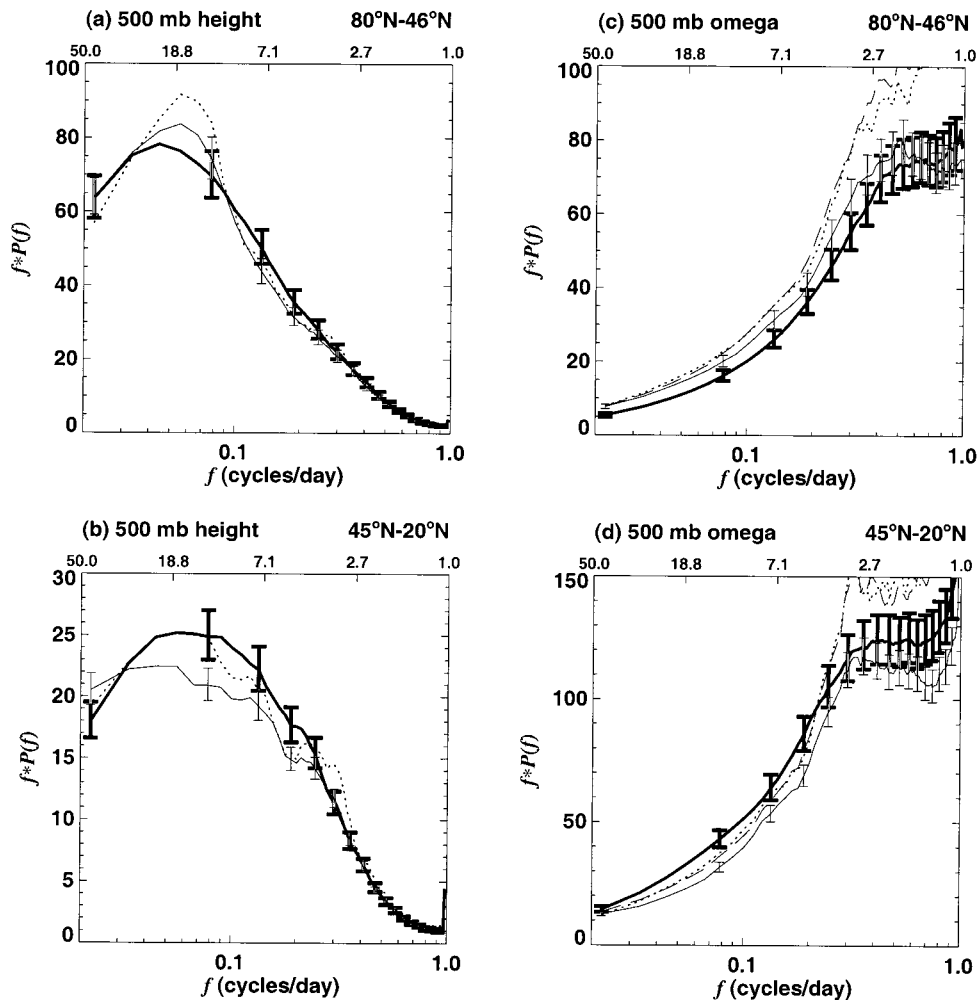 (a) 500 mb height 80°N-46°N
50.0 18.8 7.1 2.7 1.0
100
80
60
40
20
0
f*P(f)
0.1 1.0
f (cycles/day)
(c) 500 mb omega 80°N-46°N
50.0 18.8 7.1 2.7 1.0
100
80
60
40
20
0
f*P(f)
0.1 1.0
f (cycles/day)
(b) 500 mb height 45°N-20°N
50.0 18.8 7.1 2.7 1.0
30
25
20
15
10
5
0
f*P(f)
0.1 1.0
f (cycles/day)
(d) 500 mb omega 45°N-20°N
50.0 18.8 7.1 2.7 1.0
150
100
50
0
f*P(f)
0.1 1.0
f (cycles/day)